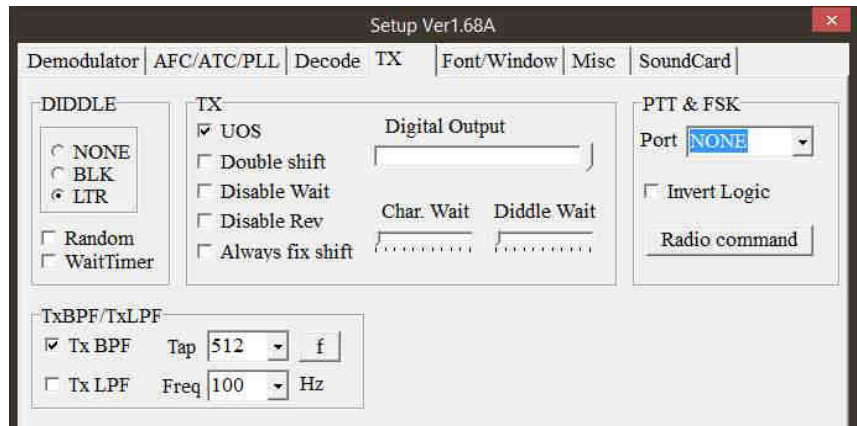 Setup Ver1.68A
Demodulator AFC/ATC/PLL Decode TX Font/Window Misc SoundCard
DIDDLE
NONE
BLK
LTR
Random
WaitTimer
TX
UOS
Double shift
Disable Wait
Disable Rev
Always fix shift
Digital Output
Char. Wait Diddle Wait
PTT & FSK
Port NONE
Invert Logic
Radio command
TxBPF/TxLPF
Tx BPF Tap 512 f
Tx LPF Freq 100 Hz